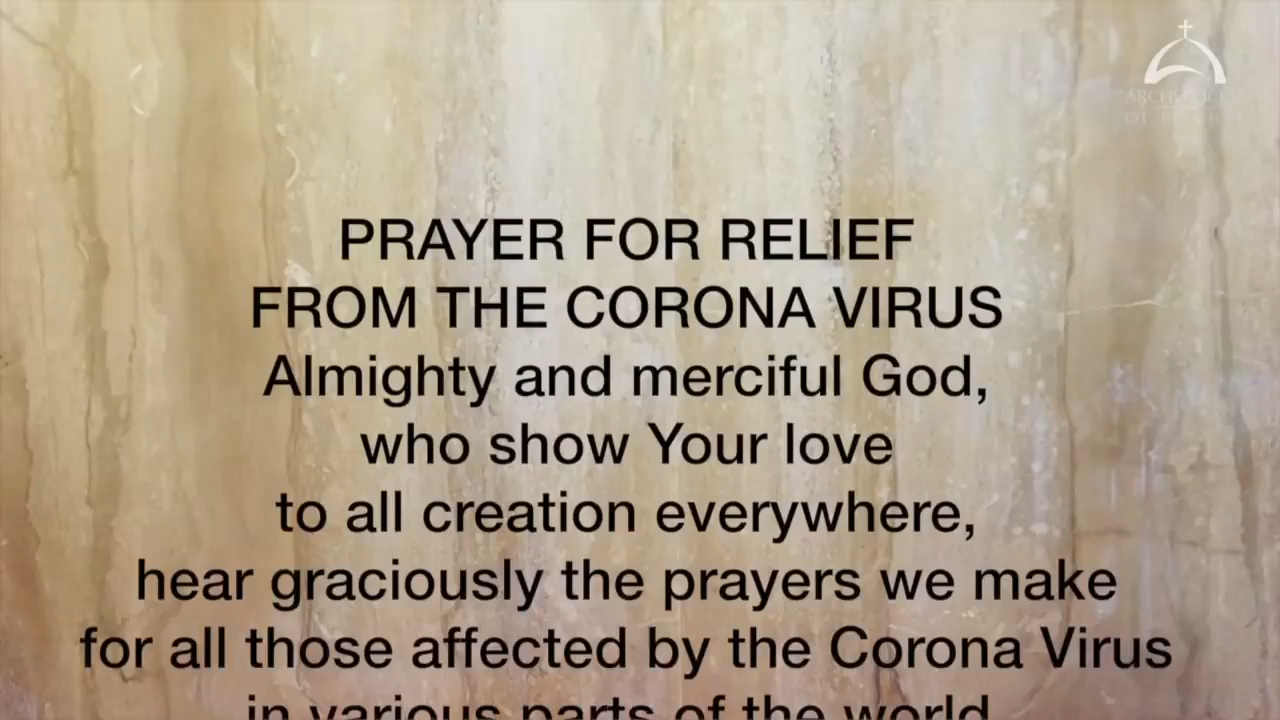 PRAYER FOR RELIEF
FROM THE CORONA VIRUS
Almighty and merciful God,
who show Your love
to all creation everywhere,
hear graciously the prayers we make
for all those affected by the Corona Virus
in various parts of the world